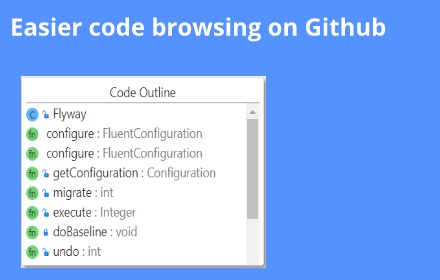 Easier code browsing on Github
Code Outline
C Flyway
fn configure : FluentConfiguration
fn configure : FluentConfiguration
fn getConfiguration : Configuration
fn migrate : int
fn execute : Integer
fn doBaseline : void
fn undo : int